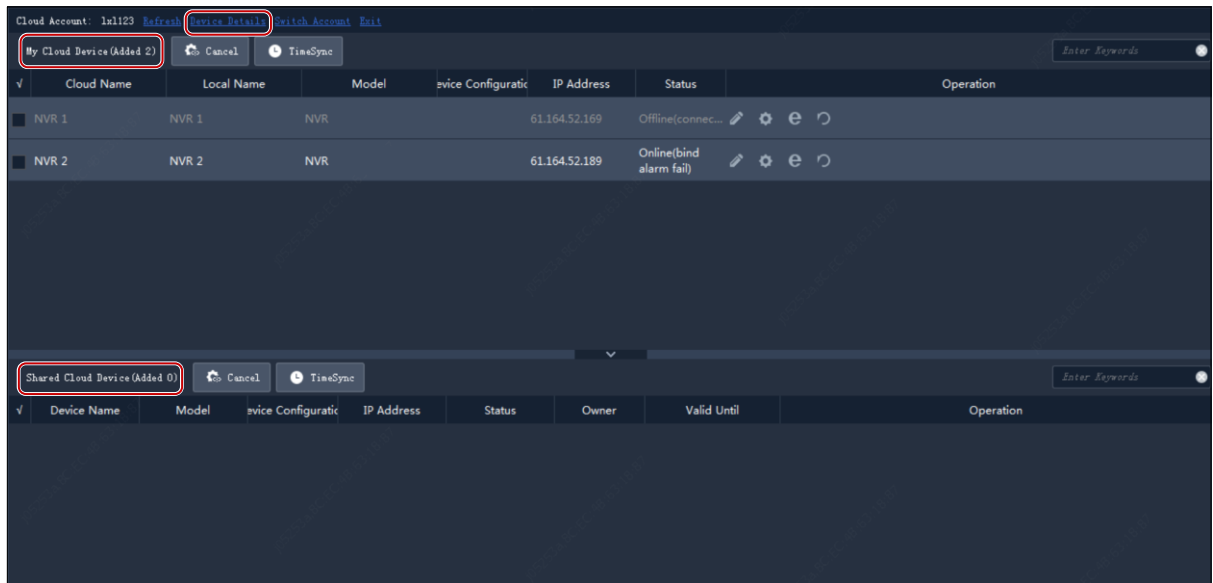 Cloud Account: lxl123 Refresh Device Details Switch Account Exit
My Cloud Device(Added 2) Cancel TimeSync Enter Keywords
√ Cloud Name Local Name Model evice Configuratic IP Address Status Operation
NVR 1 NVR 1 NVR 61.164.52.169 Offline(connec...
NVR 2 NVR 2 NVR 61.164.52.189 Online(bind
alarm fail)
Shared Cloud Device(Added 0) Cancel TimeSync Enter Keywords
√ Device Name Model evice Configuratic IP Address Status Owner Valid Until Operation